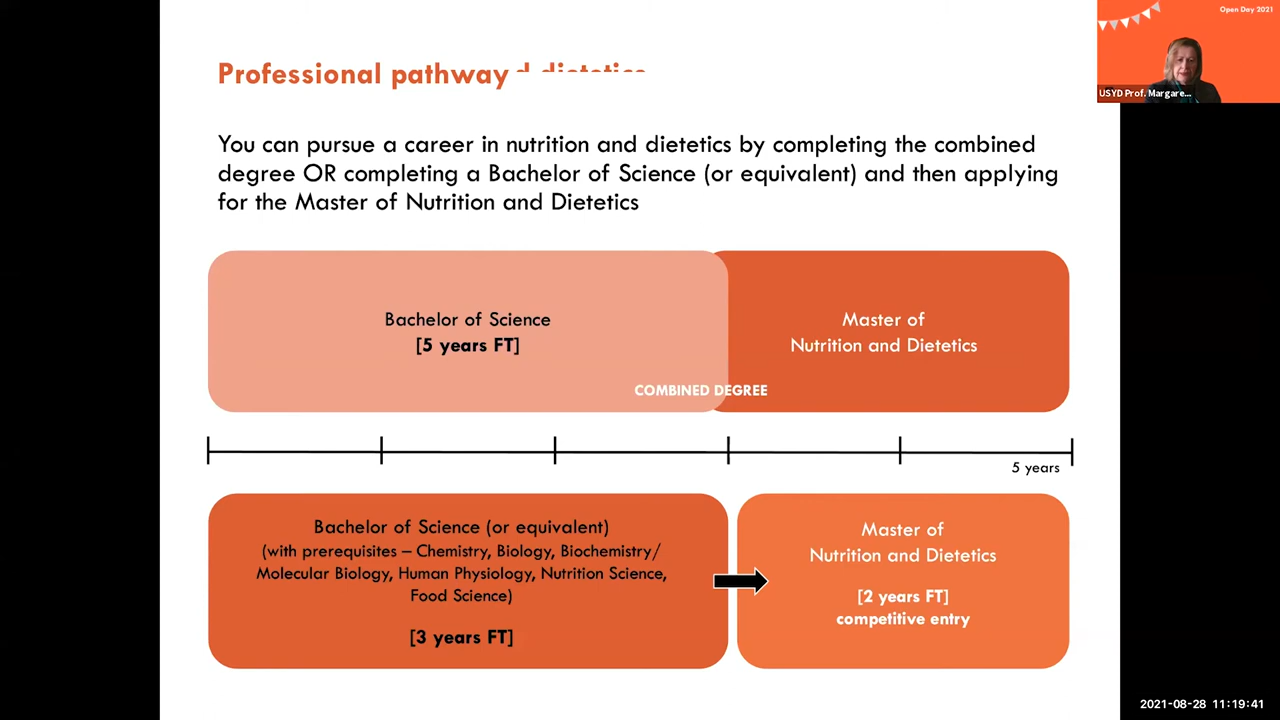 Open Day 2021
USYD Prof. Margare...
Professional pathway
You can pursue a career in nutrition and dietetics by completing the combined
degree OR completing a Bachelor of Science (or equivalent) and then applying
for the Master of Nutrition and Dietetics
Bachelor of Science
[5 years FT]
Master of
Nutrition and Dietetics
COMBINED DEGREE
5 years
Bachelor of Science (or equivalent)
(with prerequisites – Chemistry, Biology, Biochemistry/
Molecular Biology, Human Physiology, Nutrition Science,
Food Science)
[3 years FT]
Master of
Nutrition and Dietetics
[2 years FT]
competitive entry
2021-08-28 11:19:41